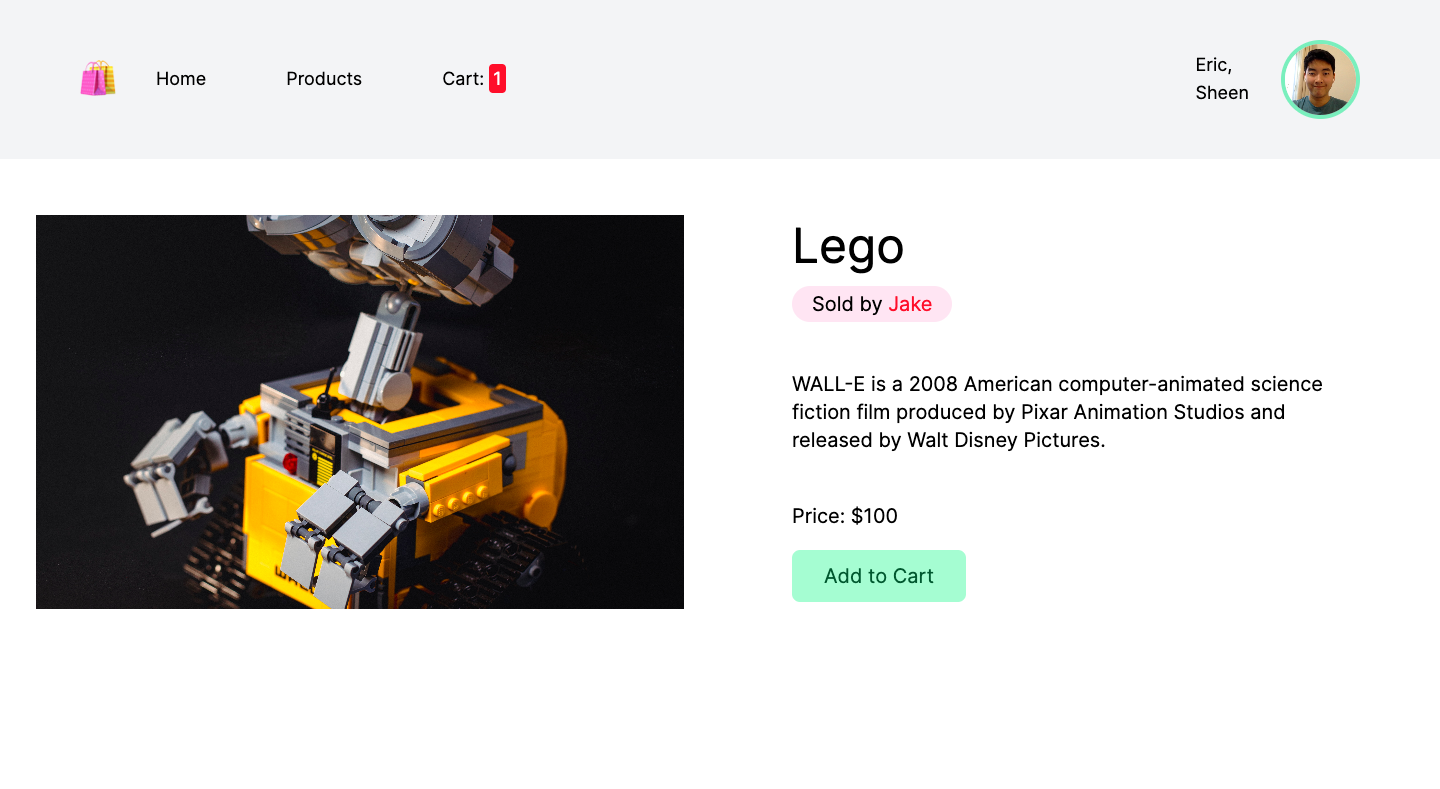 Home
Products
Cart: 1
Eric,
Sheen
Lego
Sold by Jake
WALL-E is a 2008 American computer-animated science
fiction film produced by Pixar Animation Studios and
released by Walt Disney Pictures.
Price: $100
Add to Cart